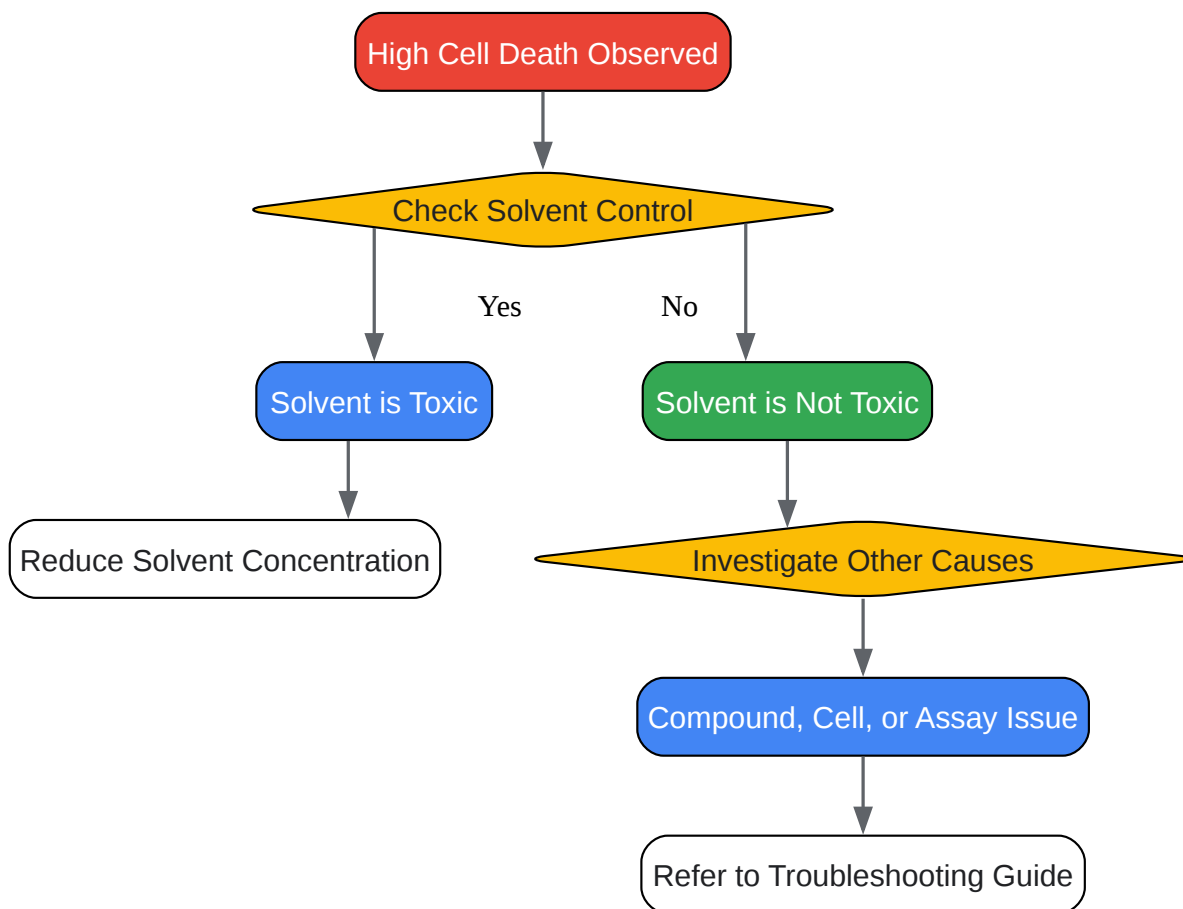 High Cell Death Observed
Check Solvent Control
Yes
No
Solvent is Toxic
Solvent is Not Toxic
Reduce Solvent Concentration
Investigate Other Causes
Compound, Cell, or Assay Issue
Refer to Troubleshooting Guide